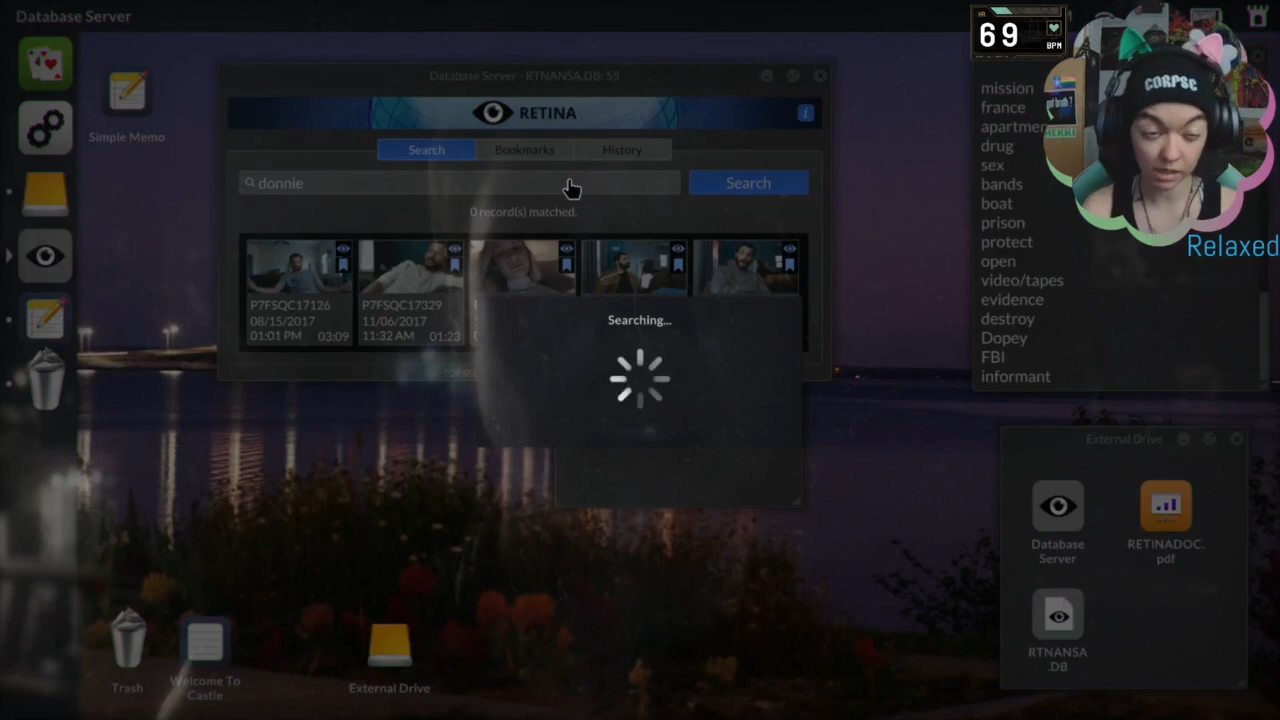 Database Server
Simple Memo
Database Server - RTNANSA.DB: 55
RETINA
i
Search
Bookmarks
History
donnie
Search
0 record(s) matched.
P7FSQC17126
08/15/2017
01:01 PM
03:09
P7FSQC17329
11/06/2017
11:32 AM
01:23
Searching...
Trash
Welcome To
Castle
External Drive
69
BPM
CORPSE
got broth ?
Relaxed
mission
france
drug
sex
bands
boat
prison
protect
open
video/tapes
evidence
destroy
Dopey
FBI
informant
External Drive
Database
Server
RETINADOC.
pdf
RTNANSA
.DB